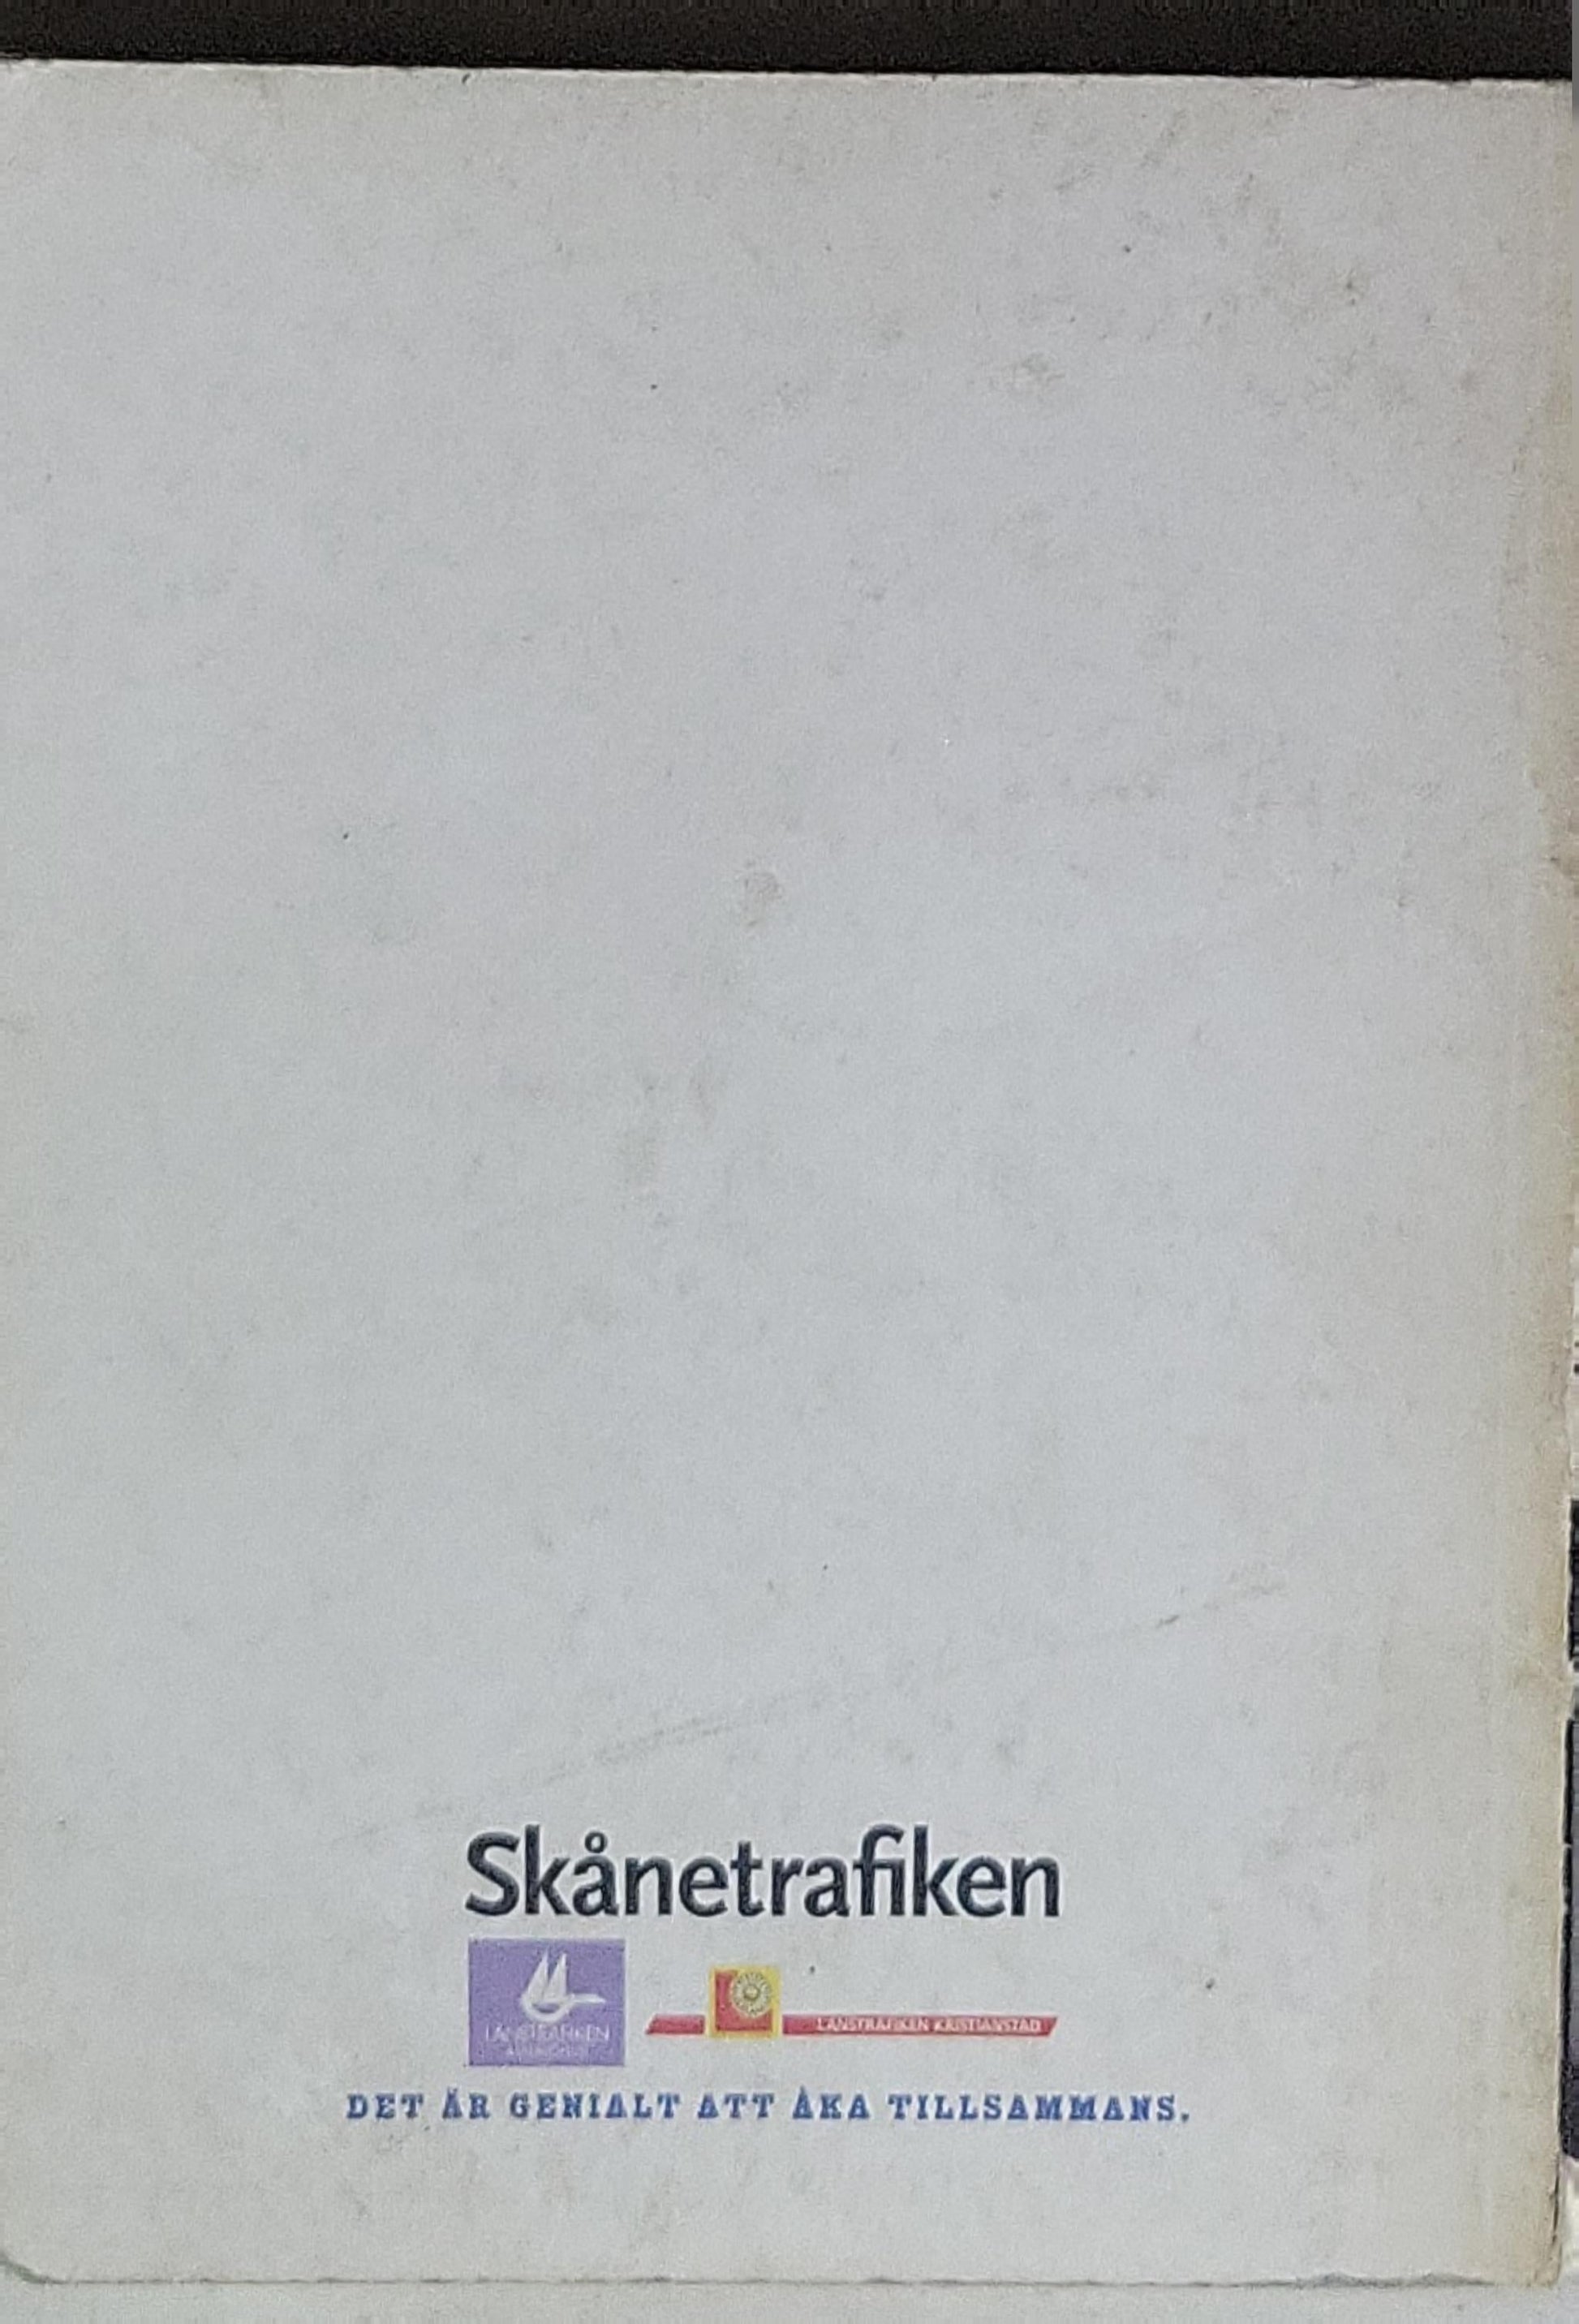 Skånetrafiken
LÄNSTRAFIKEN
LÄNSTRAFIKEN KRISTIANSTAD
DET ÄR GENIALT ATT ÅKA TILLSAMMANS.